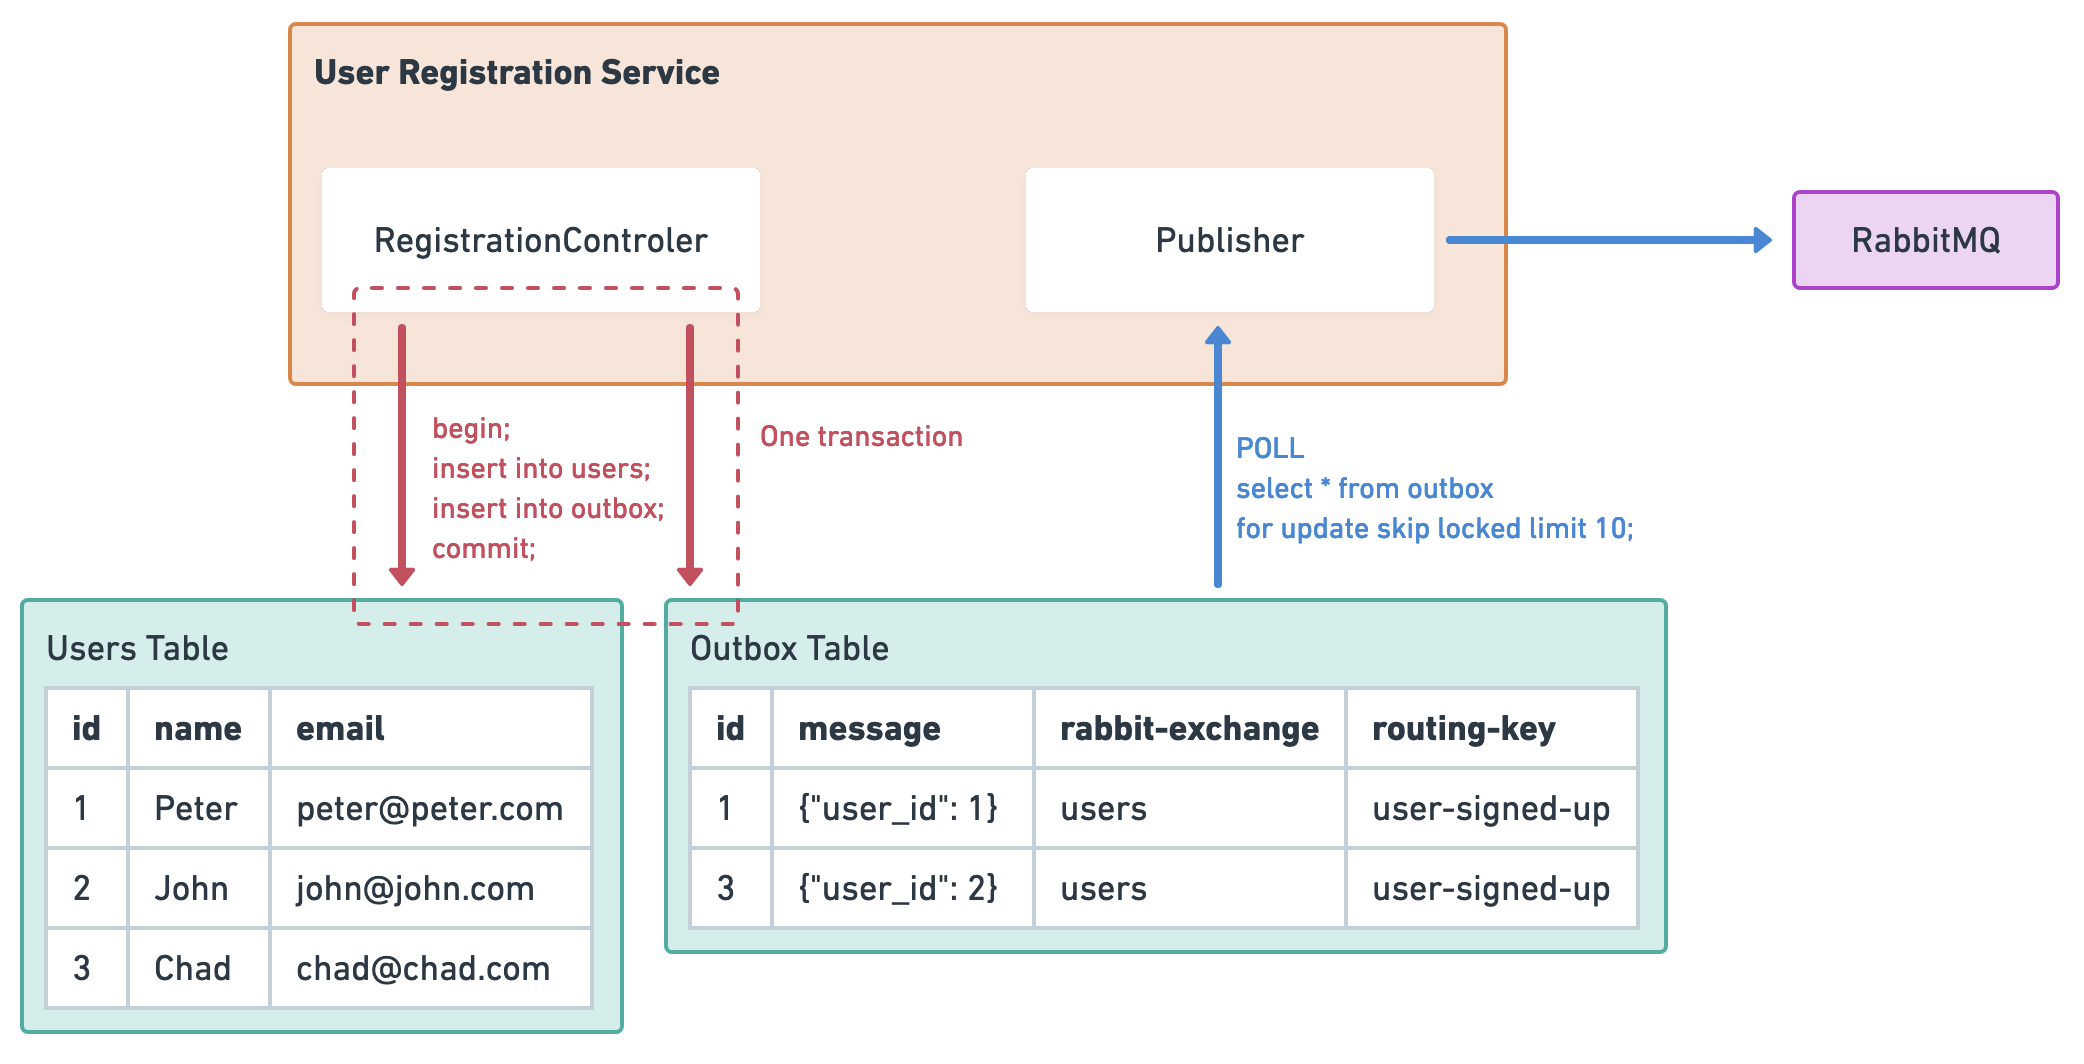 User Registration Service
RegistrationControler
Publisher
RabbitMQ
begin;
insert into users;
insert into outbox;
commit;
One transaction
POLL
select * from outbox
for update skip locked limit 10;
Users Table
id name email
1 Peter peter@peter.com
2 John john@john.com
3 Chad chad@chad.com
Outbox Table
id message rabbit-exchange routing-key
1 {"user_id": 1} users user-signed-up
3 {"user_id": 2} users user-signed-up